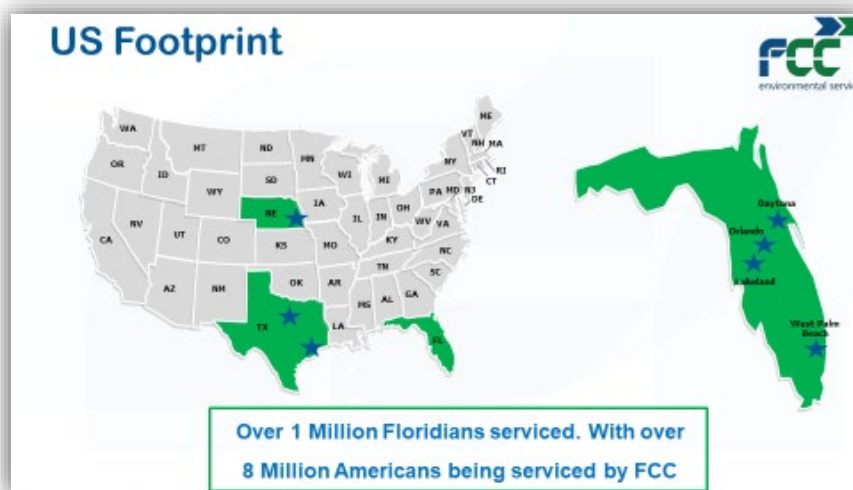 US Footprint
FCC
environmental servic
WA
OR
CA
NV
ID
MT
WY
UT
AZ
CO
NM
ND
SD
NE
KS
OK
TX
MN
IA
MO
AR
LA
WI
IL
MI
IN
OH
KY
TN
MS
AL
GA
FL
SC
NC
VA
WV
PA
NY
VT
NH
ME
MA
RI
CT
NJ
MD
DE
Daytona
Orlando
Lakeland
West Palm
Beach
Over 1 Million Floridians serviced. With over
8 Million Americans being serviced by FCC